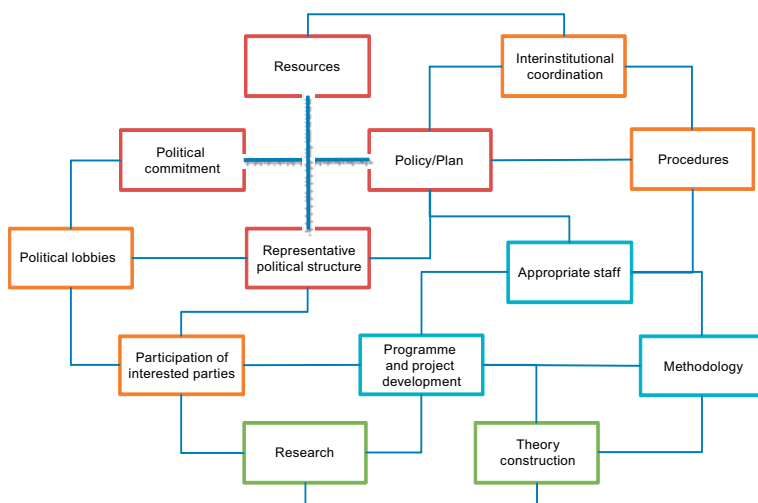 Resources
Interinstitutional
coordination
Political
commitment
Policy/Plan
Procedures
Political lobbies
Representative
political structure
Appropriate staff
Participation of
interested parties
Programme
and project
development
Methodology
Research
Theory
construction